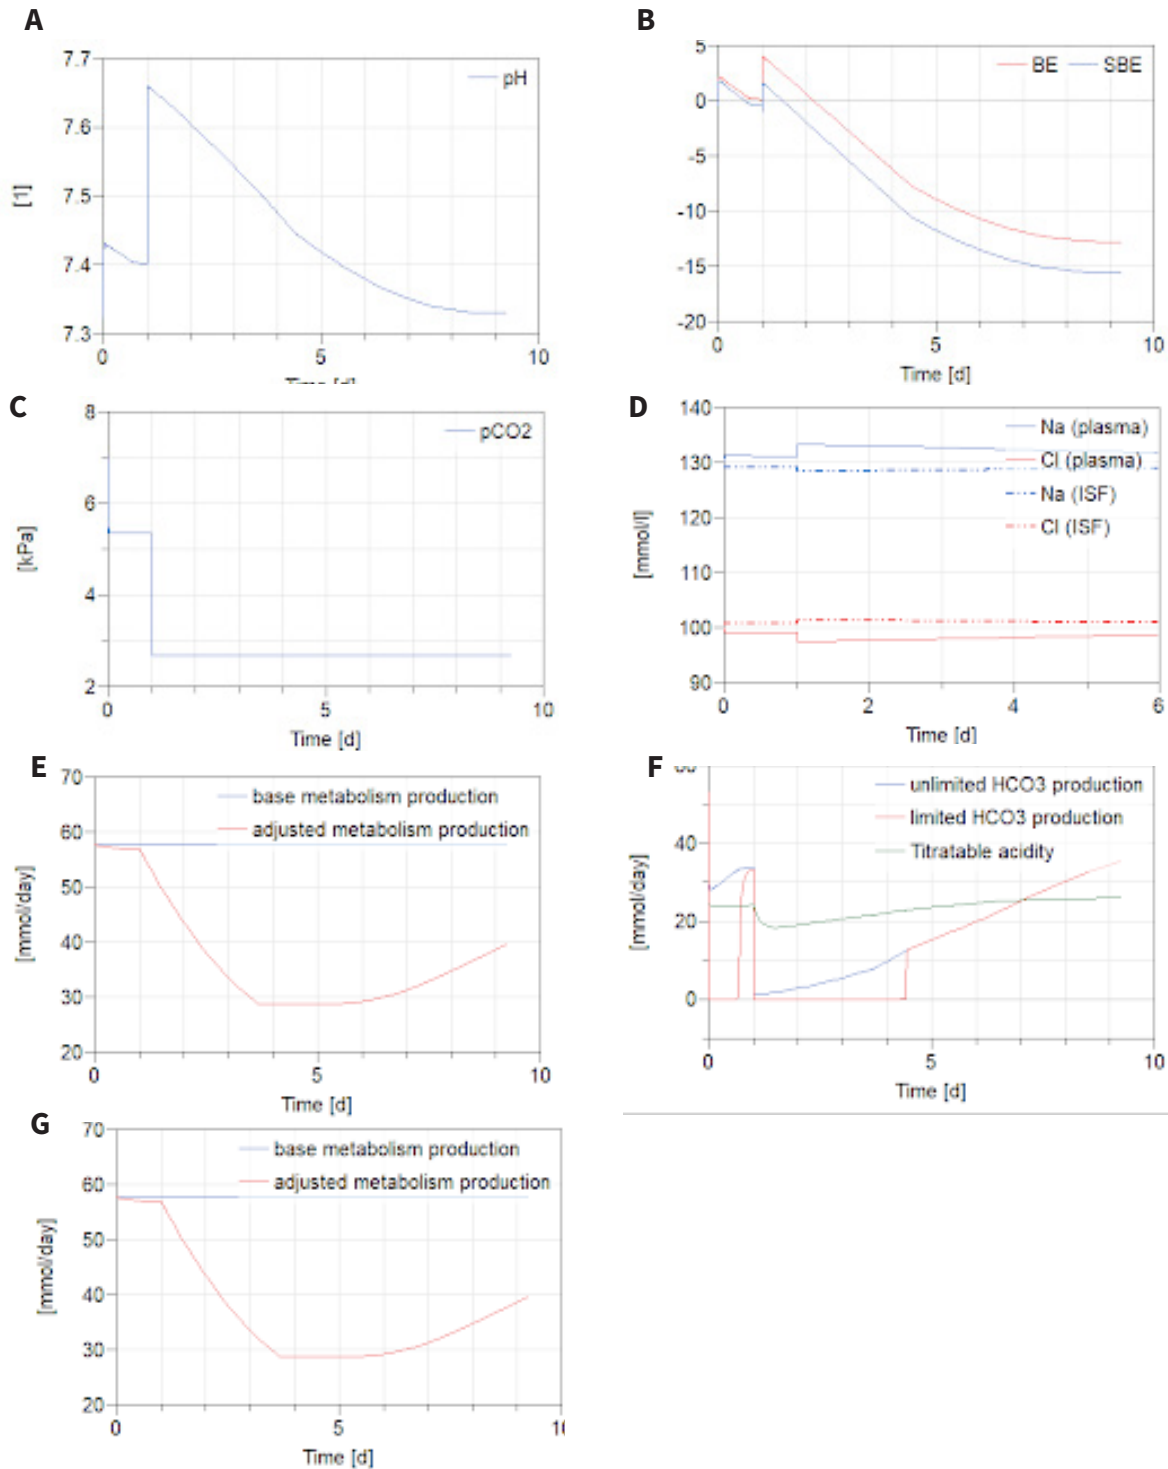 A
7.7
pH
7.6
7.5
[1]
7.4
7.3
0 5 10
B
5
BE SBE
0
-5
-10
-15
-20
0 5 10
Time [d]
C
8
pCO2
6
[kPa]
4
2
0 5 10
Time [d]
D
140
Na (plasma)
130
Cl (plasma)
Na (ISF)
120
Cl (ISF)
[mmol/l]
110
100
90
0 2 4 6
Time [d]
E
70
base metabolism production
adjusted metabolism production
60
50
[mmol/day]
40
30
20
0 5 10
Time [d]
F
unlimited HCO3 production
limited HCO3 production
40
Titratable acidity
[mmol/day]
20
0
0 5 10
Time [d]
G
70
base metabolism production
60
adjusted metabolism production
50
[mmol/day]
40
30
20
0 5
Time [d]